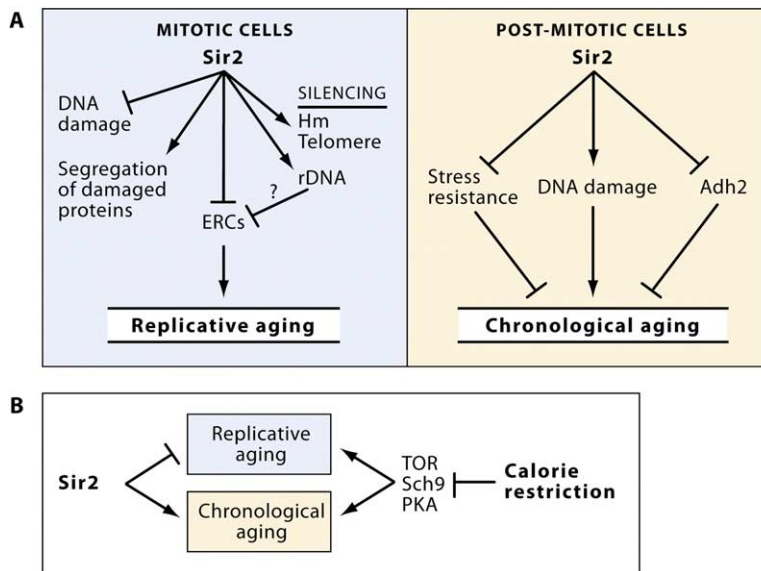 A
MITOTIC CELLS
Sir2
DNA
damage
Segregation
of damaged
proteins
SILENCING
Hm
Telomere
rDNA
?
ERCs
Replicative aging
POST-MITOTIC CELLS
Sir2
Stress
resistance
DNA damage
Adh2
Chronological aging
B
Sir2
Replicative
aging
Chronological
aging
TOR
Sch9
PKA
Calorie
restriction